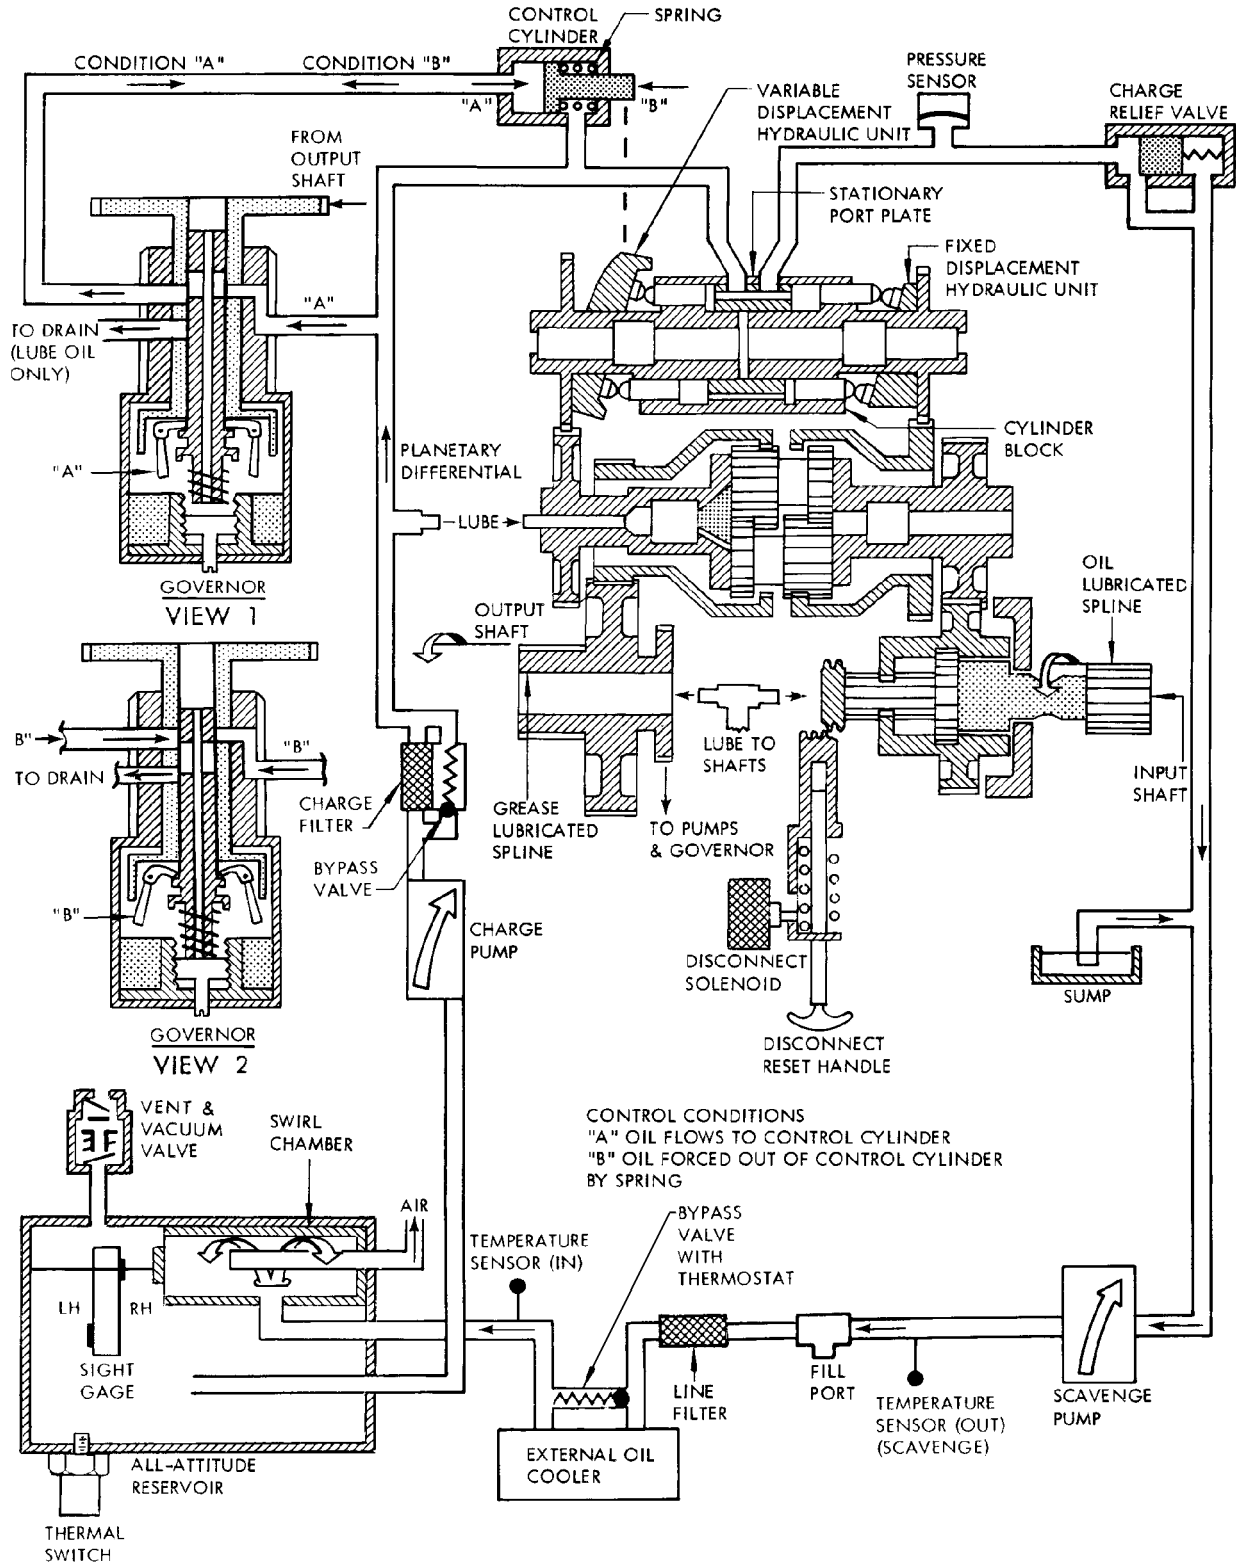 CONTROL
CYLINDER
SPRING
CONDITION "A"
CONDITION "B"
"A"
"B"
PRESSURE
SENSOR
VARIABLE
DISPLACEMENT
HYDRAULIC UNIT
CHARGE
RELIEF VALVE
FROM
OUTPUT
SHAFT
STATIONARY
PORT PLATE
FIXED
DISPLACEMENT
HYDRAULIC UNIT
"A"
TO DRAIN
(LUBE OIL
ONLY)
"A"
PLANETARY
DIFFERENTIAL
CYLINDER
BLOCK
LUBE
GOVERNOR
VIEW 1
OUTPUT
SHAFT
OIL
LUBRICATED
SPLINE
B"
"B"
TO DRAIN
LUBE TO
SHAFTS
INPUT
SHAFT
CHARGE
FILTER
GREASE
LUBRICATED
SPLINE
TO PUMPS
& GOVERNOR
BYPASS
VALVE
"B"
CHARGE
PUMP
DISCONNECT
SOLENOID
SUMP
GOVERNOR
VIEW 2
DISCONNECT
RESET HANDLE
VENT &
VACUUM
VALVE
SWIRL
CHAMBER
CONTROL CONDITIONS
"A" OIL FLOWS TO CONTROL CYLINDER
"B" OIL FORCED OUT OF CONTROL CYLINDER
BY SPRING
AIR
TEMPERATURE
SENSOR (IN)
BYPASS
VALVE
WITH
THERMOSTAT
LH
RH
SIGHT
GAGE
LINE
FILTER
FILL
PORT
TEMPERATURE
SENSOR (OUT)
(SCAVENGE)
SCAVENGE
PUMP
EXTERNAL OIL
COOLER
ALL-ATTITUDE
RESERVOIR
THERMAL
SWITCH